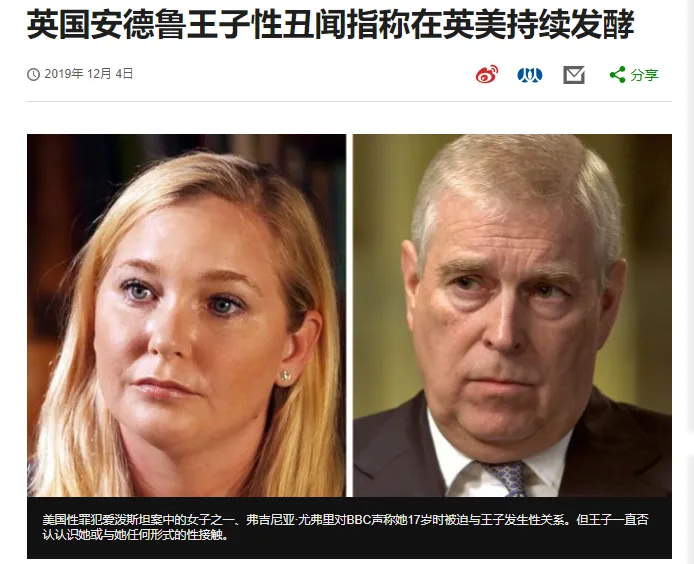 英国安德鲁王子性丑闻指称在英美持续发酵
2019年 12月 4日
分享
美国性罪犯爱泼斯坦案中的女子之一、弗吉尼亚·尤弗里对BBC声称她17岁时被迫与王子发生性关系。但王子一直否
认认识她或与她任何形式的性接触。